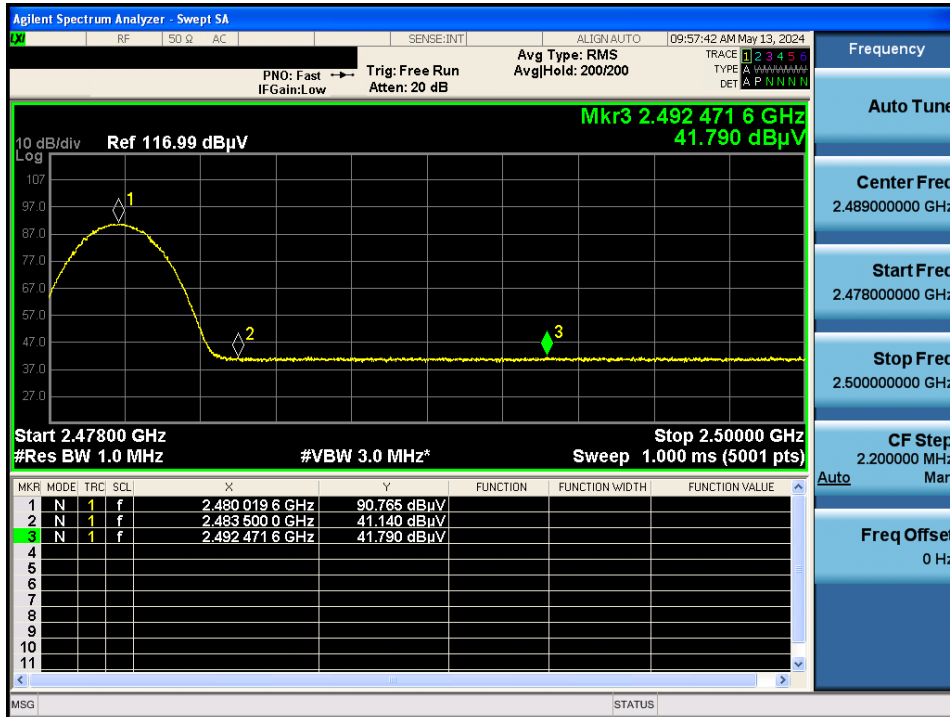 Agilent Spectrum Analyzer - Swept SA
LXI RF 50 Ω AC SENSE:INT ALIGN AUTO 09:57:42 AM May 13, 2024
PNO: Fast Trig: Free Run Avg Type: RMS TRACE 1 2 3 4 5 6
IFGain:Low Atten: 20 dB Avg|Hold: 200/200 TYPE A WWWWW
DET A P N N N N
Mkr3 2.492 471 6 GHz
41.790 dBµV
10 dB/div Ref 116.99 dBµV
Log
107
97.0
87.0
77.0
67.0
57.0
47.0
37.0
27.0
1
2
3
Start 2.47800 GHz Stop 2.50000 GHz
#Res BW 1.0 MHz #VBW 3.0 MHz* Sweep 1.000 ms (5001 pts)
MKR MODE TRC SCL X Y FUNCTION FUNCTION WIDTH FUNCTION VALUE
1 N 1 f 2.480 019 6 GHz 90.765 dBµV
2 N 1 f 2.483 500 0 GHz 41.140 dBµV
3 N 1 f 2.492 471 6 GHz 41.790 dBµV
4
5
6
7
8
9
10
11
MSG STATUS
Frequency
Auto Tune
Center Freq
2.489000000 GHz
Start Freq
2.478000000 GHz
Stop Freq
2.500000000 GHz
CF Step
2.200000 MHz
Auto Man
Freq Offset
0 Hz